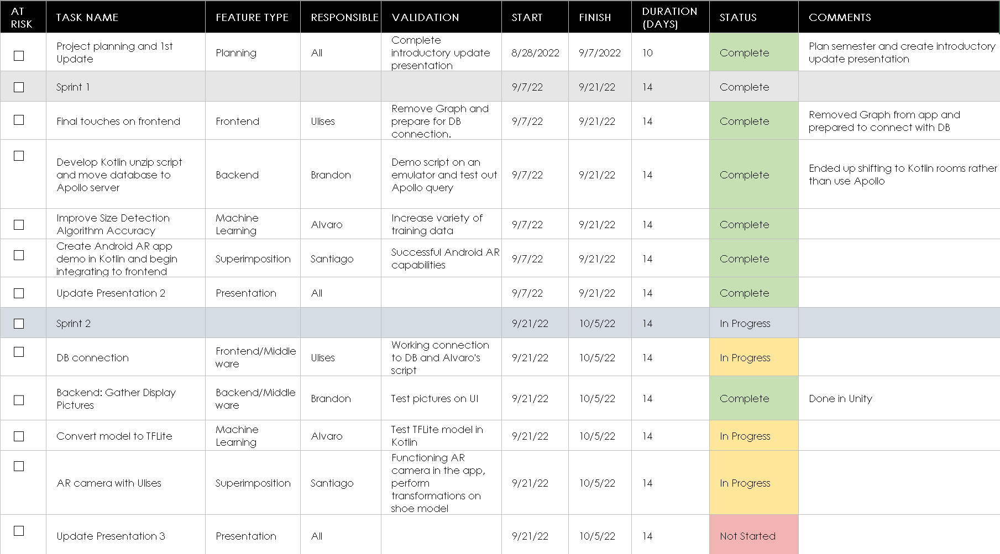 AT RISK TASK NAME FEATURE TYPE RESPONSIBLE VALIDATION START FINISH DURATION (DAYS) STATUS COMMENTS
Project planning and 1st Update Planning All Complete introductory update presentation 8/28/2022 9/7/2022 10 Complete Plan semester and create introductory update presentation
Sprint 1 9/7/22 9/21/22 14 Complete
Final touches on frontend Frontend Ulises Remove Graph and prepare for DB connection. 9/7/22 9/21/22 14 Complete Removed Graph from app and prepared to connect with DB
Develop Kotlin unzip script and move database to Apollo server Backend Brandon Demo script on an emulator and test out Apollo query 9/7/22 9/21/22 14 Complete Ended up shifting to Kotlin rooms rather than use Apollo
Improve Size Detection Algorithm Accuracy Machine Learning Alvaro Increase variety of training data 9/7/22 9/21/22 14 Complete
Create Android AR app demo in Kotlin and begin integrating to frontend Superimposition Santiago Successful Android AR capabilities 9/7/22 9/21/22 14 Complete
Update Presentation 2 Presentation All 9/7/22 9/21/22 14 Complete
Sprint 2 9/21/22 10/5/22 14 In Progress
DB connection Frontend/Middle ware Ulises Working connection to DB and Alvaro's script 9/21/22 10/5/22 14 In Progress
Backend: Gather Display Pictures Backend/Middle ware Brandon Test pictures on UI 9/21/22 10/5/22 14 Complete Done in Unity
Convert model to TFLite Machine Learning Alvaro Test TFLite model in Kotlin 9/21/22 10/5/22 14 In Progress
AR camera with Ulises Superimposition Santiago Functioning AR camera in the app, perform transformations on shoe model 9/21/22 10/5/22 14 In Progress
Update Presentation 3 Presentation All 9/21/22 10/5/22 14 Not Started